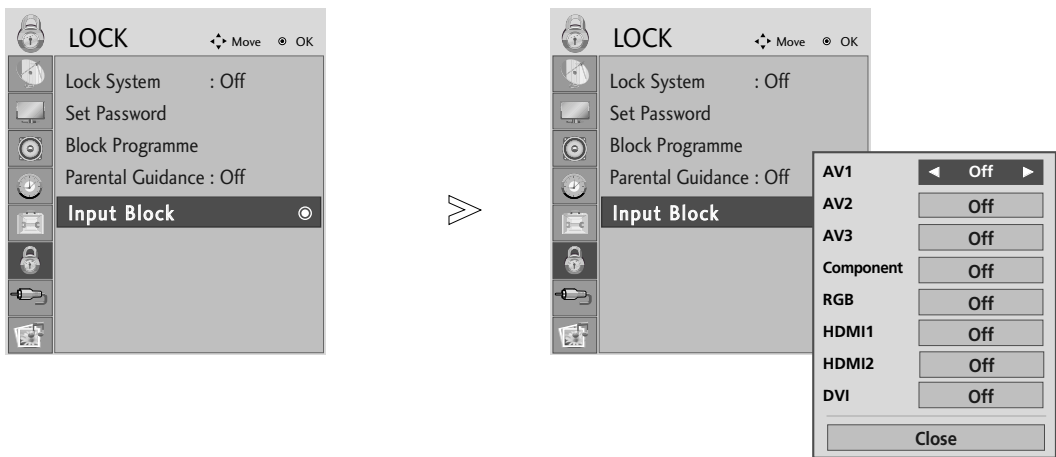 LOCK Move OK
Lock System : Off
Set Password
Block Programme
Parental Guidance : Off
Input Block
LOCK Move OK
Lock System : Off
Set Password
Block Programme
Parental Guidance : Off
Input Block
AV1 Off
AV2 Off
AV3 Off
Component Off
RGB Off
HDMI1 Off
HDMI2 Off
DVI Off
Close